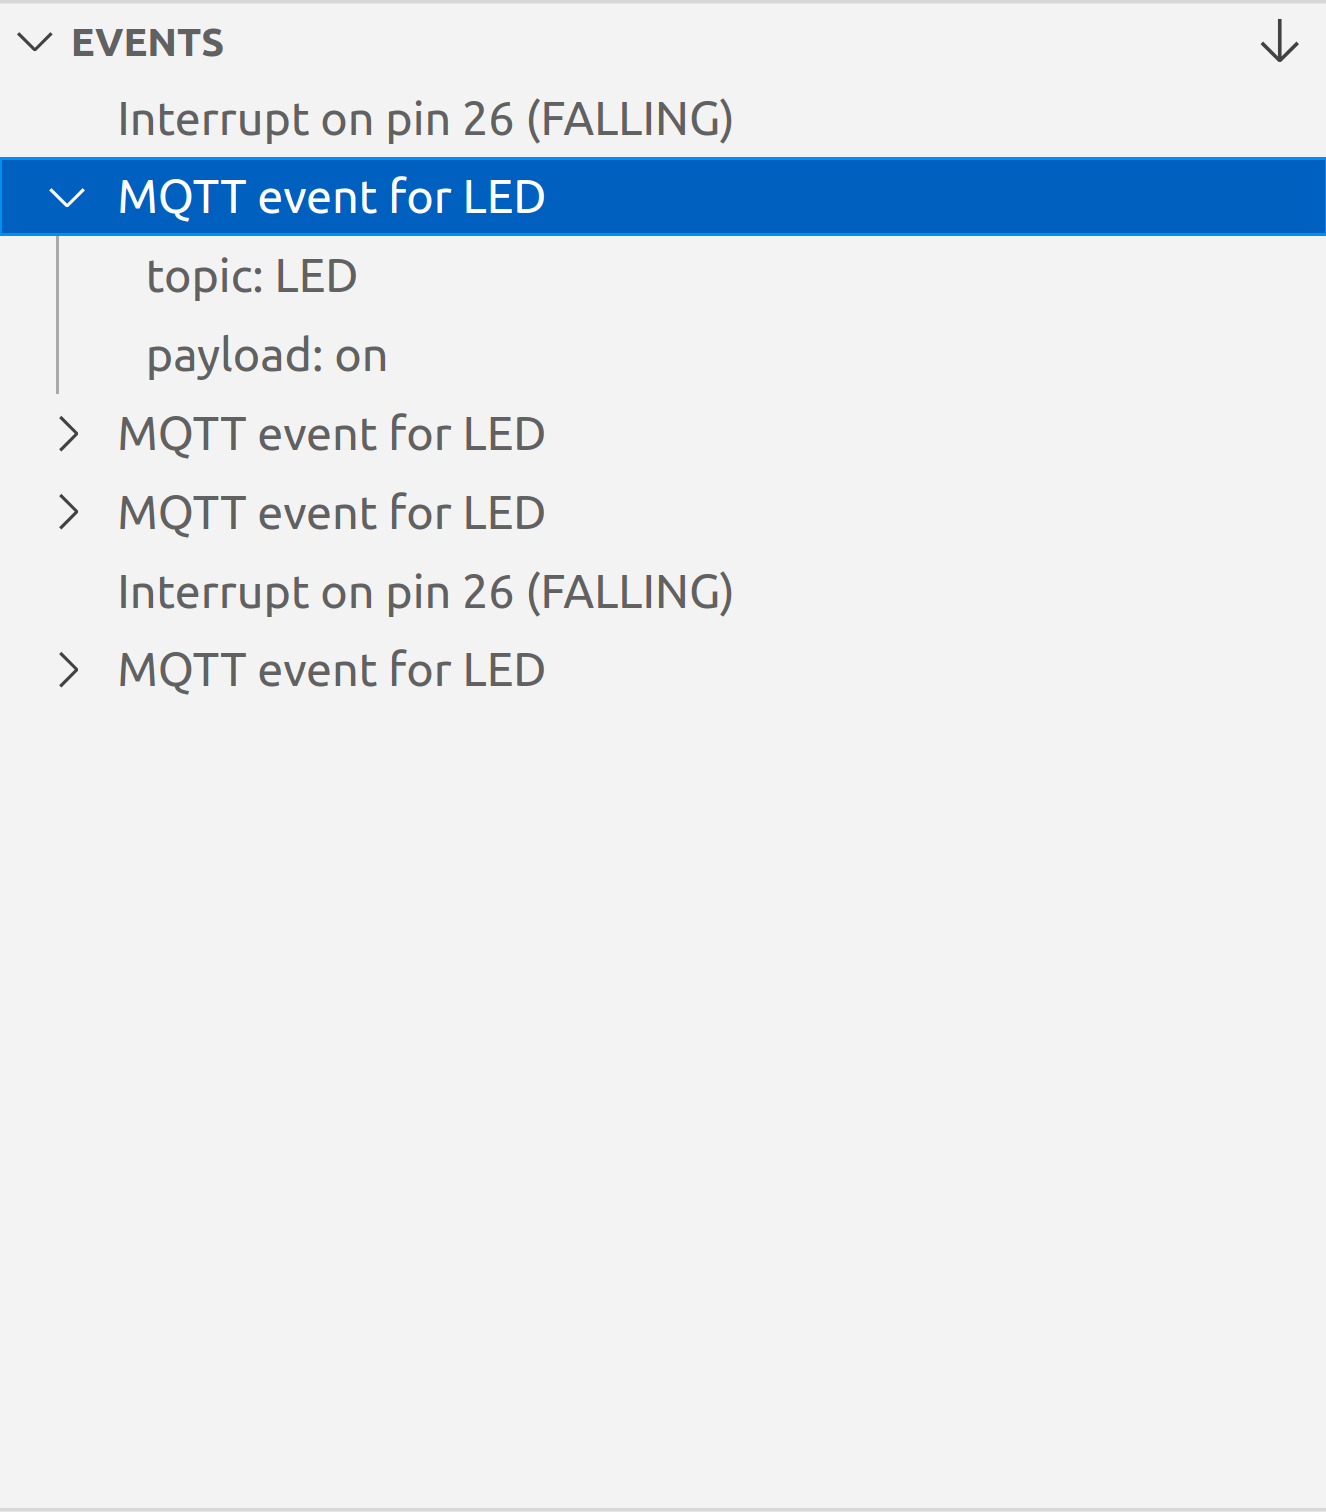 EVENTS
Interrupt on pin 26 (FALLING)
MQTT event for LED
topic: LED
payload: on
MQTT event for LED
MQTT event for LED
Interrupt on pin 26 (FALLING)
MQTT event for LED